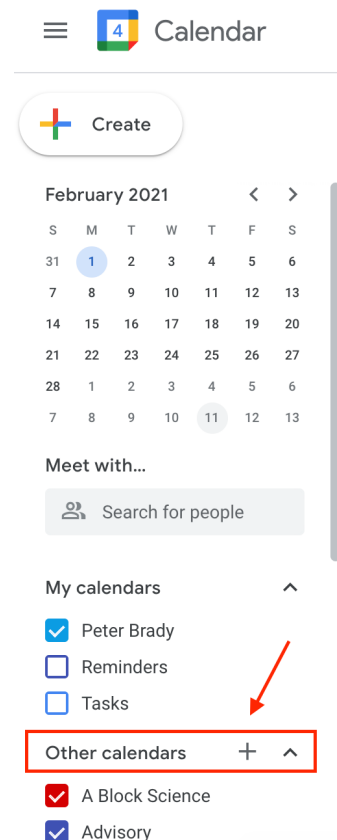 4 Calendar
Create
February 2021
S M T W T F S
31 1 2 3 4 5 6
7 8 9 10 11 12 13
14 15 16 17 18 19 20
21 22 23 24 25 26 27
28 1 2 3 4 5 6
7 8 9 10 11 12 13
Meet with...
Search for people
My calendars
Peter Brady
Reminders
Tasks
Other calendars
A Block Science
Advisory